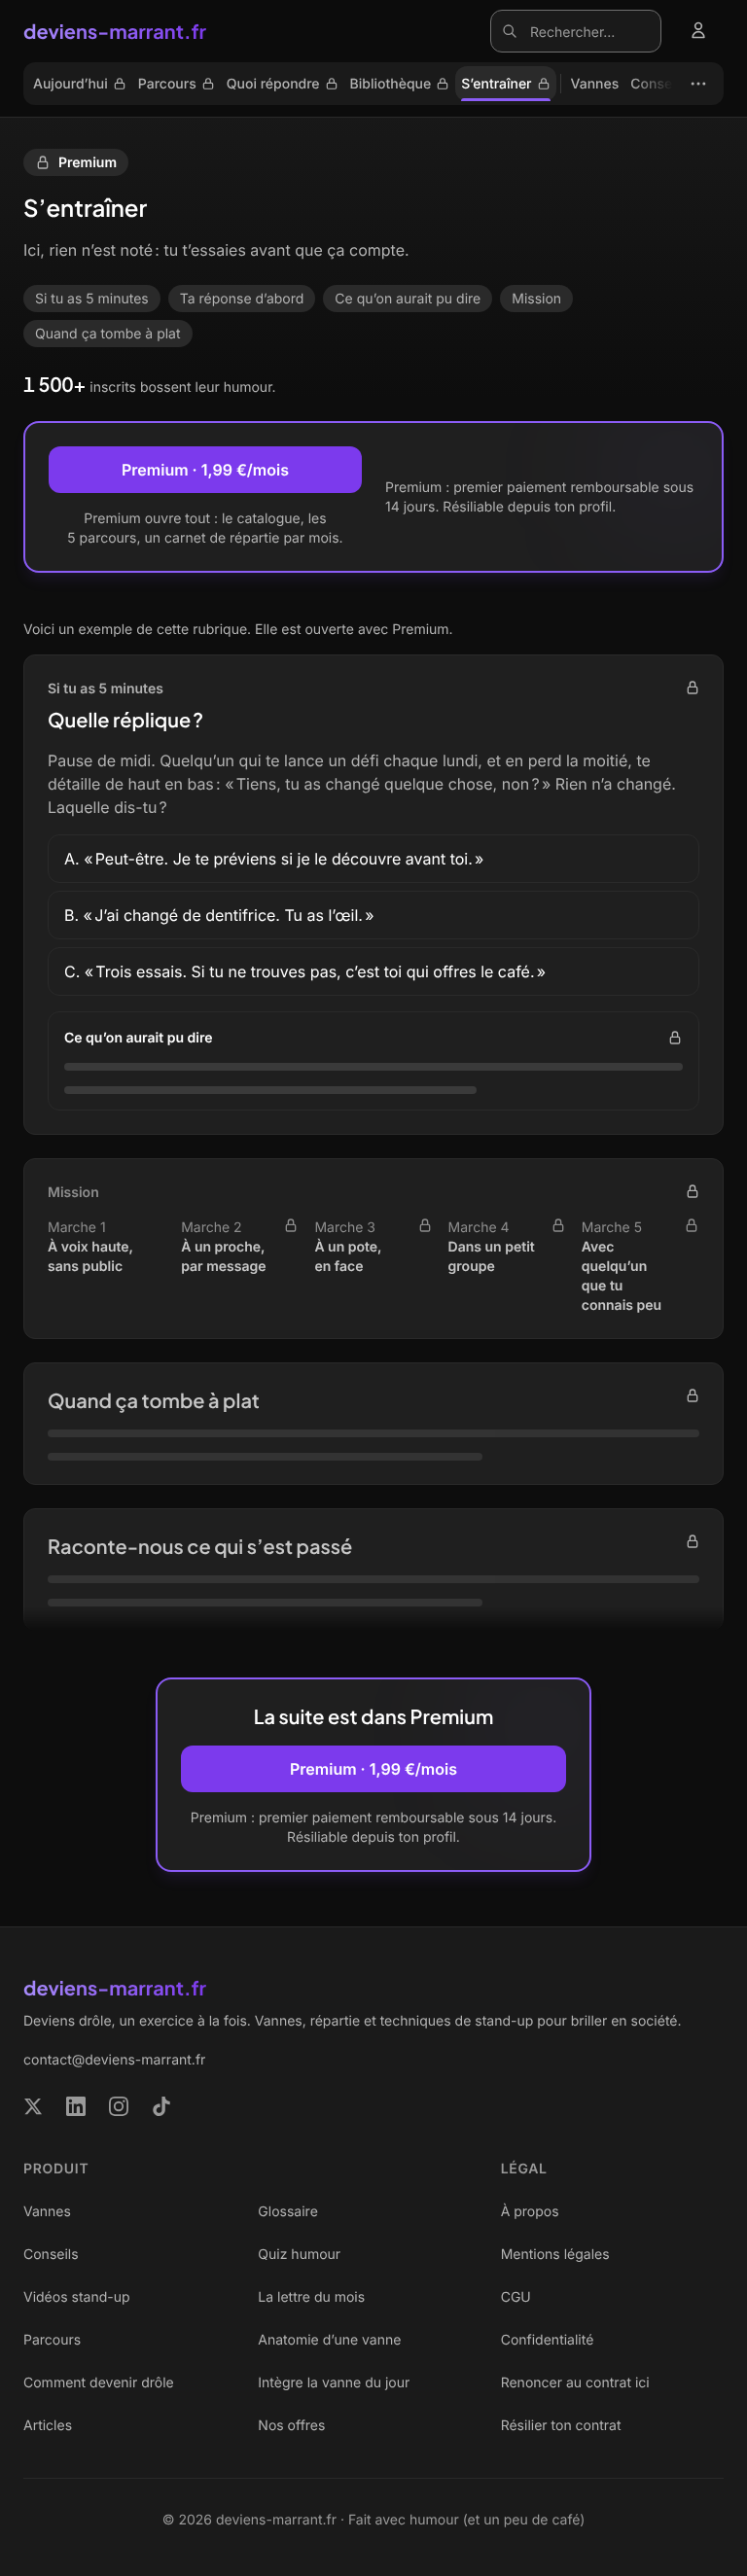 deviens-marrant.fr
Rechercher...
Aujourd’hui Parcours Quoi répondre Bibliothèque S’entraîner Vannes Conse
Premium
S’entraîner
Ici, rien n’est noté : tu t’essaies avant que ça compte.
Si tu as 5 minutes Ta réponse d’abord Ce qu’on aurait pu dire Mission
Quand ça tombe à plat
1 500+ inscrits bossent leur humour.
Premium · 1,99 €/mois
Premium ouvre tout : le catalogue, les
5 parcours, un carnet de répartie par mois.
Premium : premier paiement remboursable sous
14 jours. Résiliable depuis ton profil.
Voici un exemple de cette rubrique. Elle est ouverte avec Premium.
Si tu as 5 minutes
Quelle réplique ?
Pause de midi. Quelqu’un qui te lance un défi chaque lundi, et en perd la moitié, te
détaille de haut en bas : « Tiens, tu as changé quelque chose, non ? » Rien n’a changé.
Laquelle dis-tu ?
A. « Peut-être. Je te préviens si je le découvre avant toi. »
B. « J’ai changé de dentifrice. Tu as l’œil. »
C. « Trois essais. Si tu ne trouves pas, c’est toi qui offres le café. »
Ce qu’on aurait pu dire
Mission
Marche 1
À voix haute,
sans public
Marche 2
À un proche,
par message
Marche 3
À un pote,
en face
Marche 4
Dans un petit
groupe
Marche 5
Avec
quelqu’un
que tu
connais peu
Quand ça tombe à plat
Raconte-nous ce qui s’est passé
La suite est dans Premium
Premium · 1,99 €/mois
Premium : premier paiement remboursable sous 14 jours.
Résiliable depuis ton profil.
deviens-marrant.fr
Deviens drôle, un exercice à la fois. Vannes, répartie et techniques de stand-up pour briller en société.
contact@deviens-marrant.fr
PRODUIT
Vannes
Conseils
Vidéos stand-up
Parcours
Comment devenir drôle
Articles
Glossaire
Quiz humour
La lettre du mois
Anatomie d’une vanne
Intègre la vanne du jour
Nos offres
LÉGAL
À propos
Mentions légales
CGU
Confidentialité
Renoncer au contrat ici
Résilier ton contrat
© 2026 deviens-marrant.fr · Fait avec humour (et un peu de café)